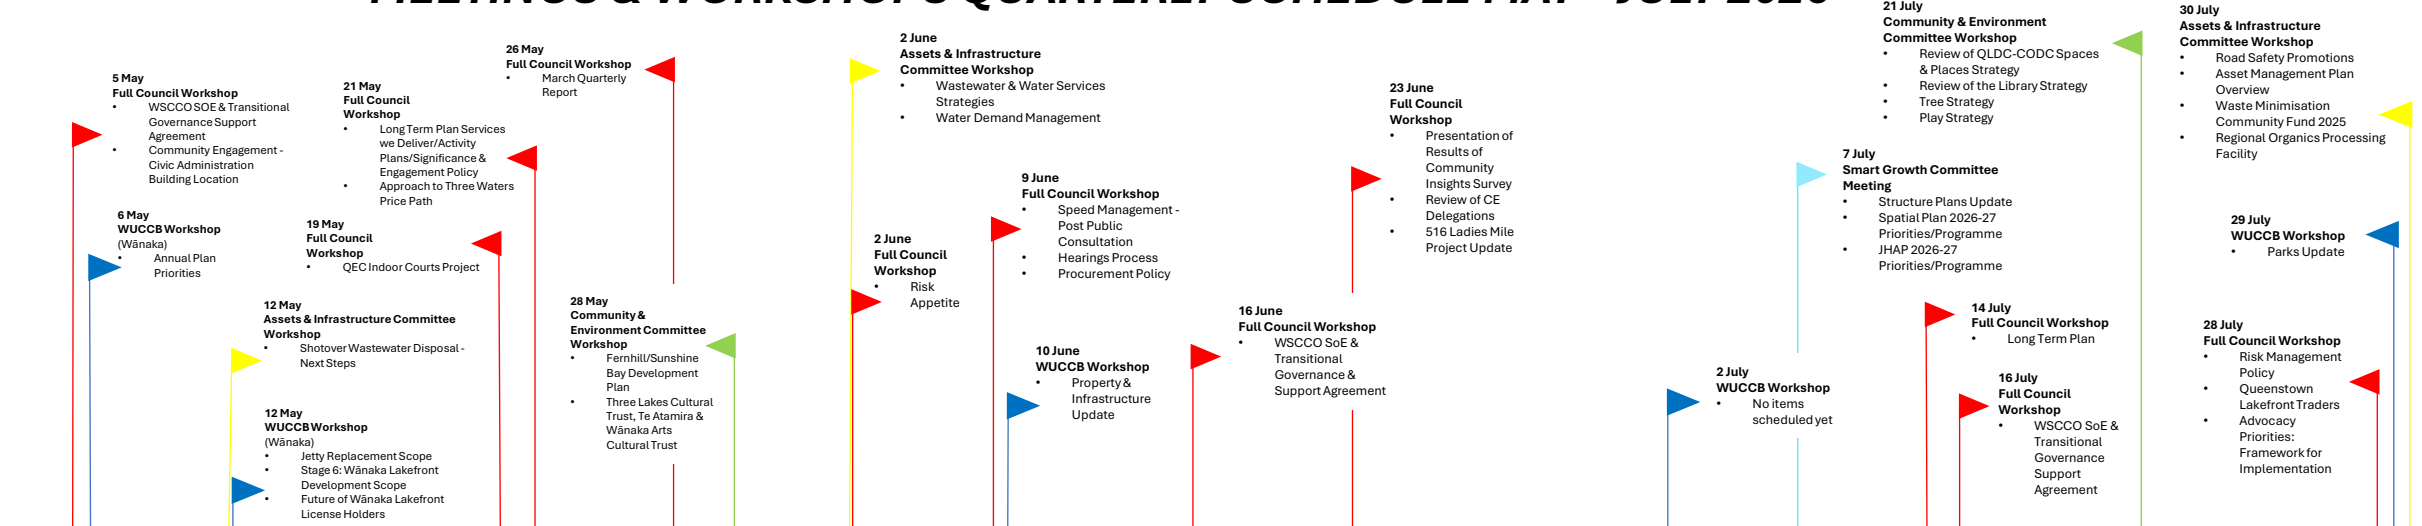 MEETINGS & WORKSHOPS QUARTERLY SCHEDULE MAY – JULY 2026
5 May
Full Council Workshop
• WSCCO SOE & Transitional
Governance Support
Agreement
• Community Engagement -
Civic Administration
Building Location
6 May
WUCCB Workshop
(Wānaka)
• Annual Plan
Priorities
12 May
Assets & Infrastructure Committee
Workshop
• Shotover Wastewater Disposal -
Next Steps
12 May
WUCCB Workshop
(Wānaka)
• Jetty Replacement Scope
• Stage 6: Wānaka Lakefront
Development Scope
• Future of Wānaka Lakefront
License Holders
19 May
Full Council
Workshop
• QEC Indoor Courts Project
21 May
Full Council
Workshop
• Long Term Plan Services
we Deliver/Activity
Plans/Significance &
Engagement Policy
• Approach to Three Waters
Price Path
26 May
Full Council Workshop
• March Quarterly
Report
28 May
Community &
Environment Committee
Workshop
• Fernhill/Sunshine
Bay Development
Plan
• Three Lakes Cultural
Trust, Te Atamira &
Wānaka Arts
Cultural Trust
2 June
Assets & Infrastructure
Committee Workshop
• Wastewater & Water Services
Strategies
• Water Demand Management
2 June
Full Council
Workshop
• Risk
Appetite
9 June
Full Council Workshop
• Speed Management -
Post Public
Consultation
• Hearings Process
• Procurement Policy
10 June
WUCCB Workshop
• Property &
Infrastructure
Update
16 June
Full Council Workshop
• WSCCO SoE &
Transitional
Governance &
Support Agreement
23 June
Full Council
Workshop
• Presentation of
Results of
Community
Insights Survey
• Review of CE
Delegations
• 516 Ladies Mile
Project Update
2 July
WUCCB Workshop
• No items
scheduled yet
7 July
Smart Growth Committee
Meeting
• Structure Plans Update
• Spatial Plan 2026-27
Priorities/Programme
• JHAP 2026-27
Priorities/Programme
14 July
Full Council Workshop
• Long Term Plan
16 July
Full Council
Workshop
• WSCCO SoE &
Transitional
Governance
Support
Agreement
21 July
Community & Environment
Committee Workshop
• Review of QLDC-CODC Spaces
& Places Strategy
• Review of the Library Strategy
• Tree Strategy
• Play Strategy
28 July
Full Council Workshop
• Risk Management
Policy
• Queenstown
Lakefront Traders
• Advocacy
Priorities:
Framework for
Implementation
29 July
WUCCB Workshop
• Parks Update
30 July
Assets & Infrastructure
Committee Workshop
• Road Safety Promotions
• Asset Management Plan
Overview
• Waste Minimisation
Community Fund 2025
• Regional Organics Processing
Facility